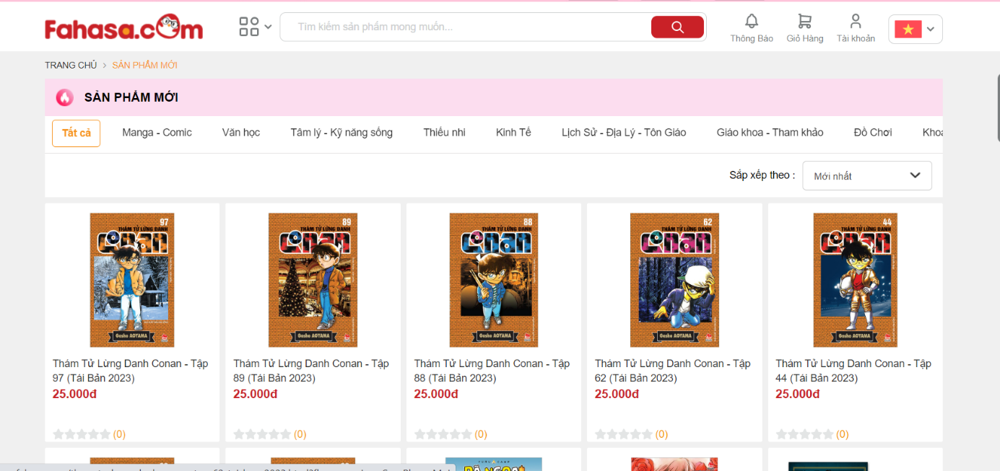 Fahasa.com
Tìm kiếm sản phẩm mong muốn...
Thông Báo
Giỏ Hàng
Tài khoản
TRANG CHỦ > SẢN PHẨM MỚI
SẢN PHẨM MỚI
Tất cả Manga - Comic Văn học Tâm lý - Kỹ năng sống Thiếu nhi Kinh Tế Lịch Sử - Địa Lý - Tôn Giáo Giáo khoa - Tham khảo Đồ Chơi Khoa
Sắp xếp theo : Mới nhất
97
THÁM TỬ LỪNG DANH
CONAN
Gosho AOYAMA
Thám Tử Lừng Danh Conan - Tập
97 (Tái Bản 2023)
25.000đ
(0)
89
THÁM TỬ LỪNG DANH
CONAN
Gosho AOYAMA
Thám Tử Lừng Danh Conan - Tập
89 (Tái Bản 2023)
25.000đ
(0)
88
THÁM TỬ LỪNG DANH
CONAN
Gosho AOYAMA
Thám Tử Lừng Danh Conan - Tập
88 (Tái Bản 2023)
25.000đ
(0)
62
THÁM TỬ LỪNG DANH
CONAN
Gosho AOYAMA
Thám Tử Lừng Danh Conan - Tập
62 (Tái Bản 2023)
25.000đ
(0)
44
THÁM TỬ LỪNG DANH
CONAN
Gosho AOYAMA
Thám Tử Lừng Danh Conan - Tập
44 (Tái Bản 2023)
25.000đ
(0)